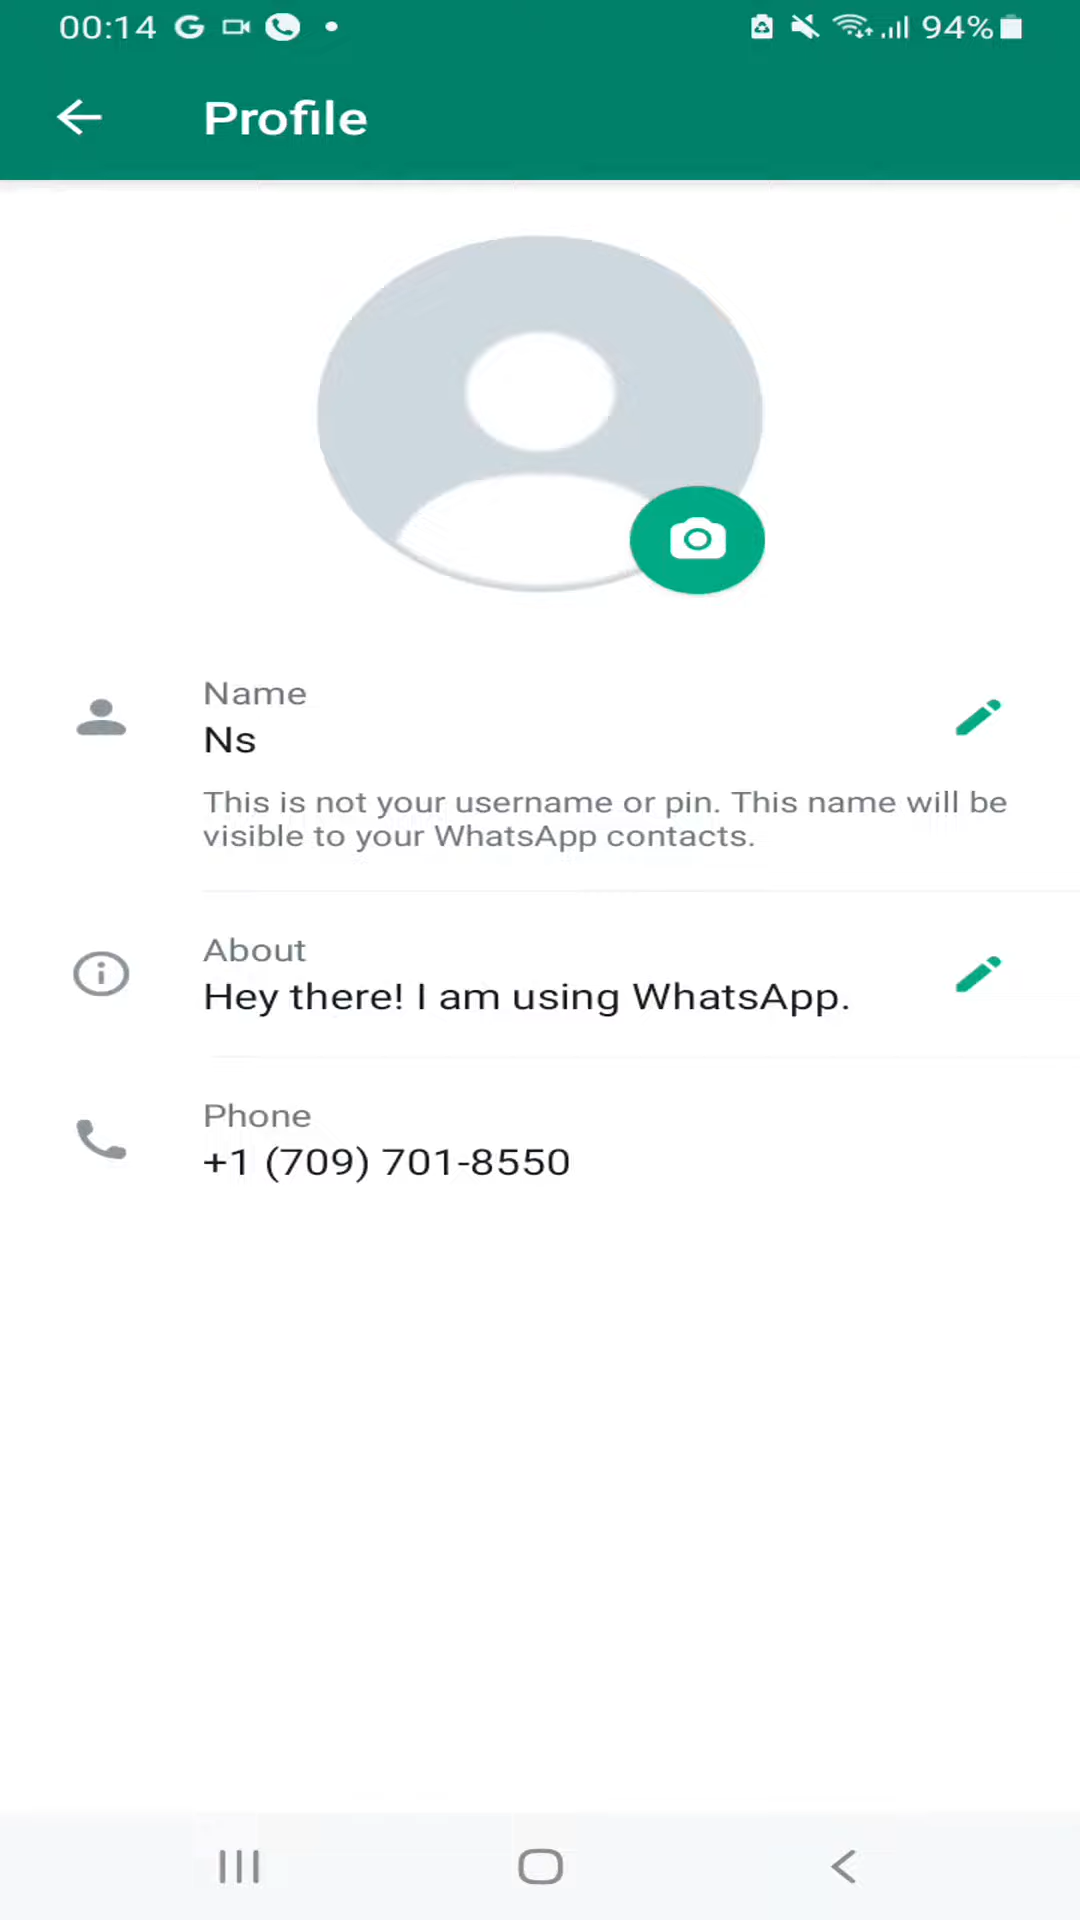 00:14 G 94%
Profile
Name
Ns
This is not your username or pin. This name will be
visible to your WhatsApp contacts.
About
Hey there! I am using WhatsApp.
Phone
+1 (709) 701-8550